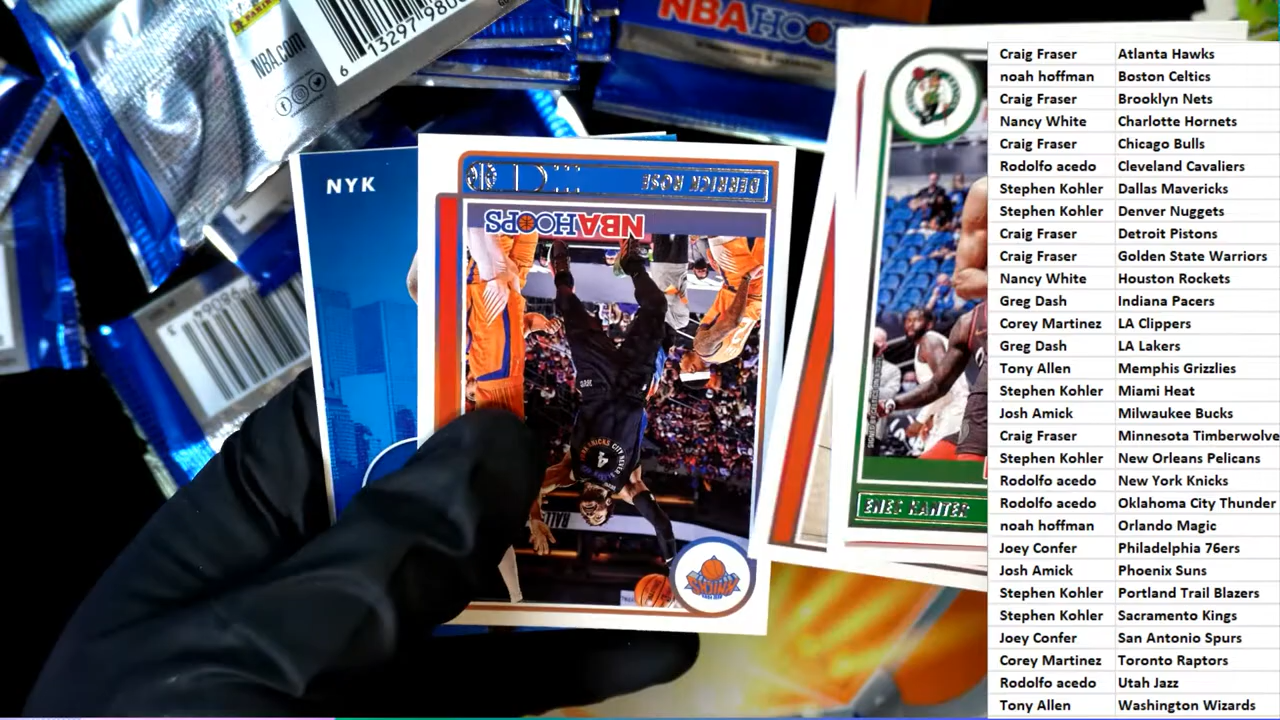 NBA.com
6 13297 9808
NBAHOOPS
NYK
DERRICK ROSE
NBAHOOPS
4
KNICKS
ENES KANTER
Craig Fraser Atlanta Hawks
noah hoffman Boston Celtics
Craig Fraser Brooklyn Nets
Nancy White Charlotte Hornets
Craig Fraser Chicago Bulls
Rodolfo acedo Cleveland Cavaliers
Stephen Kohler Dallas Mavericks
Stephen Kohler Denver Nuggets
Craig Fraser Detroit Pistons
Craig Fraser Golden State Warriors
Nancy White Houston Rockets
Greg Dash Indiana Pacers
Corey Martinez LA Clippers
Greg Dash LA Lakers
Tony Allen Memphis Grizzlies
Stephen Kohler Miami Heat
Josh Amick Milwaukee Bucks
Craig Fraser Minnesota Timberwolve
Stephen Kohler New Orleans Pelicans
Rodolfo acedo New York Knicks
Rodolfo acedo Oklahoma City Thunder
noah hoffman Orlando Magic
Joey Confer Philadelphia 76ers
Josh Amick Phoenix Suns
Stephen Kohler Portland Trail Blazers
Stephen Kohler Sacramento Kings
Joey Confer San Antonio Spurs
Corey Martinez Toronto Raptors
Rodolfo acedo Utah Jazz
Tony Allen Washington Wizards